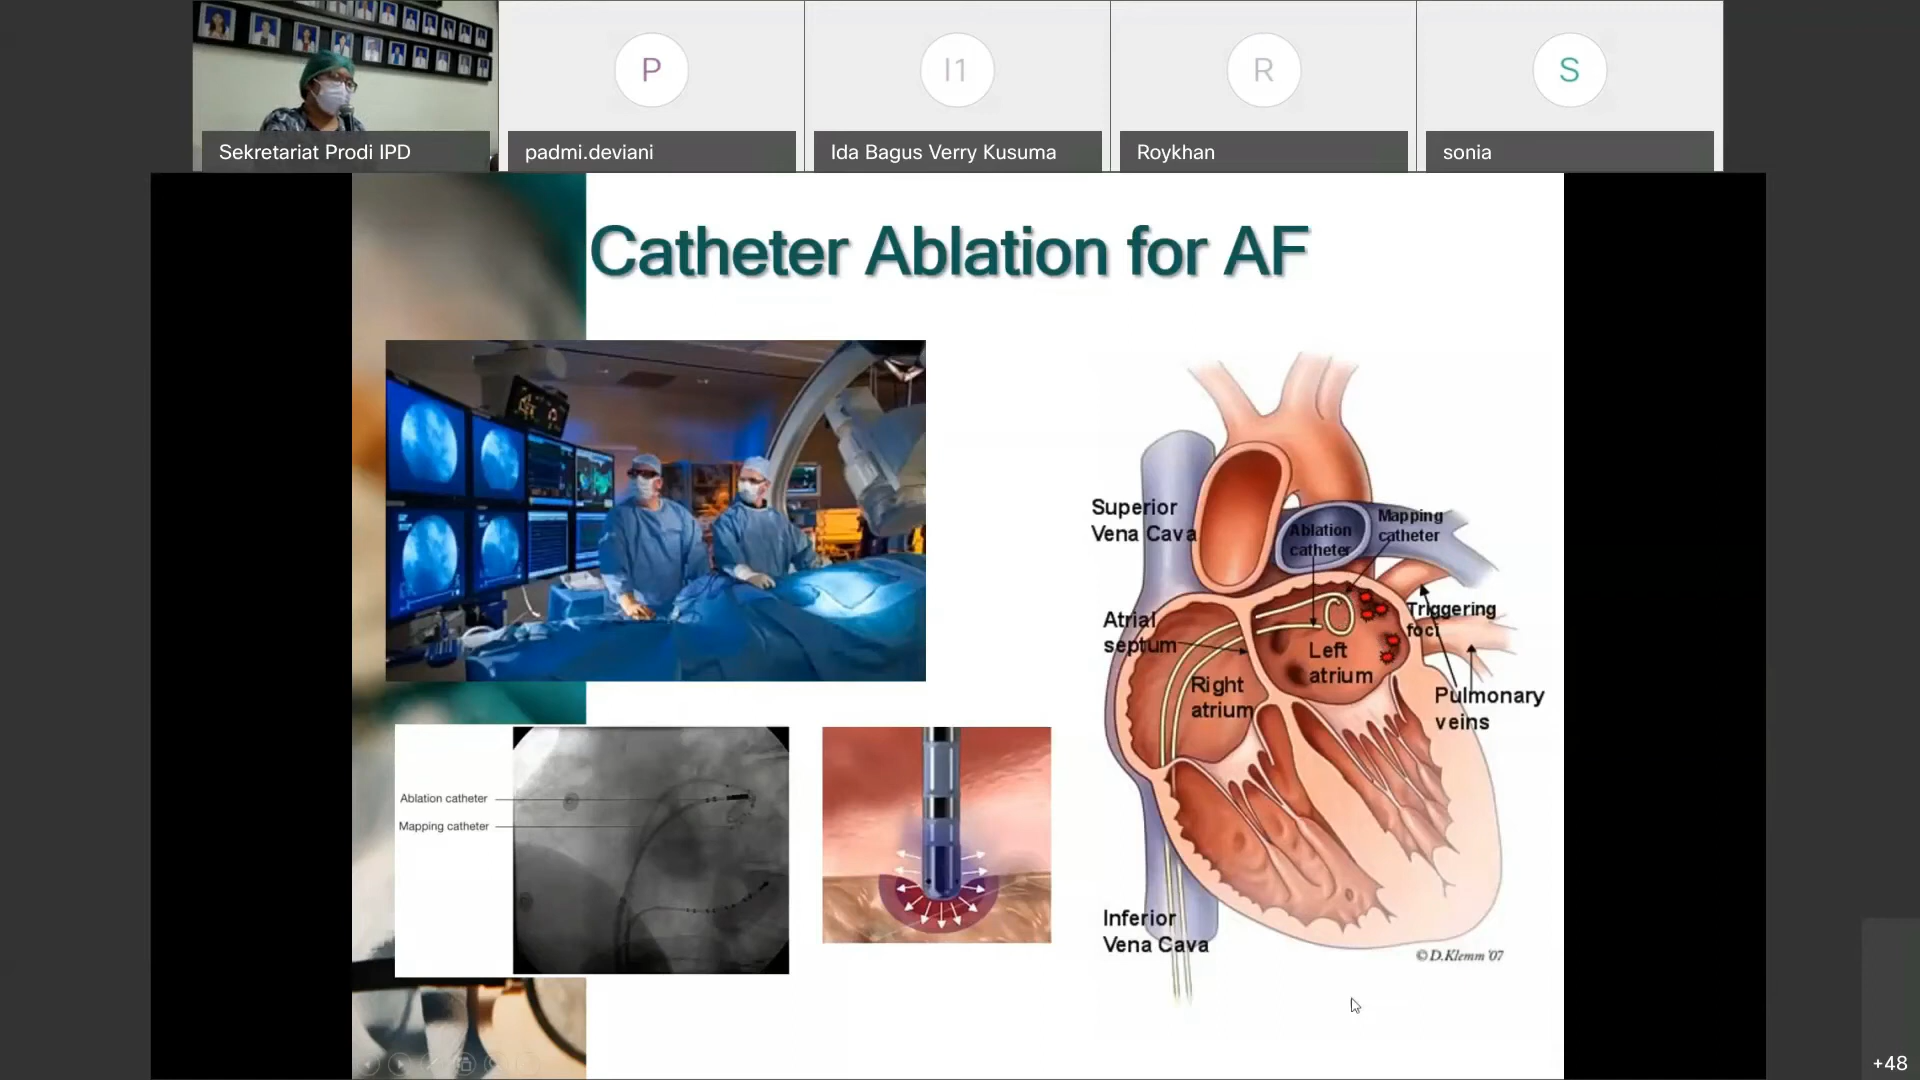 P
I1
R
S
Sekretariat Prodi IPD
padmi.deviani
Ida Bagus Verry Kusuma
Roykhan
sonia
Catheter Ablation for AF
Superior
Vena Cava
Ablation
catheter
Mapping
catheter
Atrial
septum
Triggering
foci
Left
atrium
Right
atrium
Pulmonary
veins
Ablation catheter
Mapping catheter
Inferior
Vena Cava
© D.Klemm '07
+48